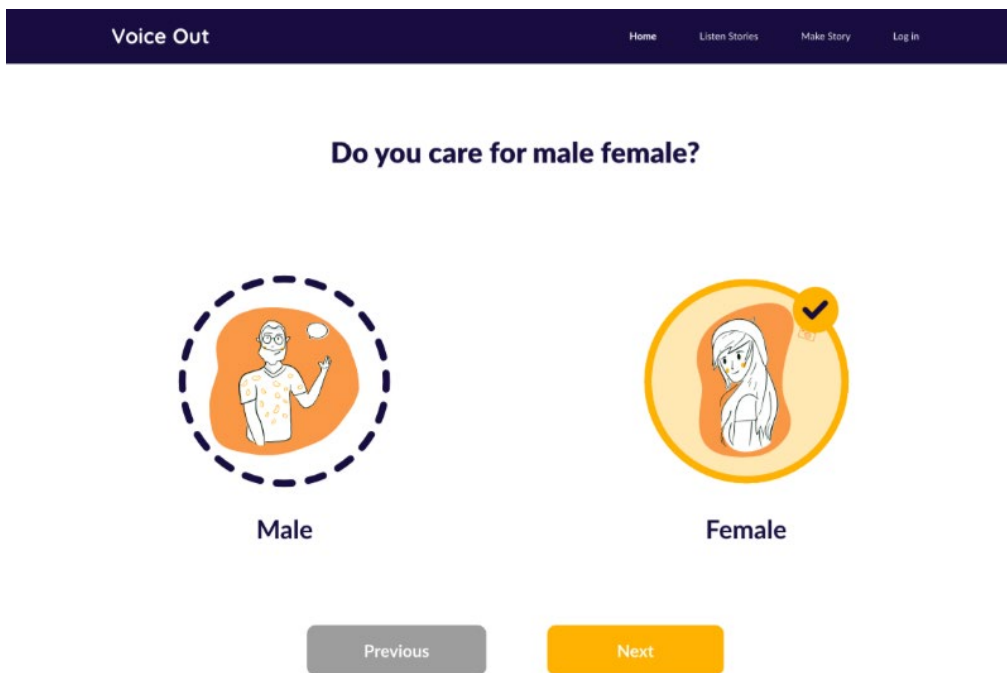 Voice Out
Home Listen Stories Make Story Log in
Do you care for male female?
Male Female
Previous Next